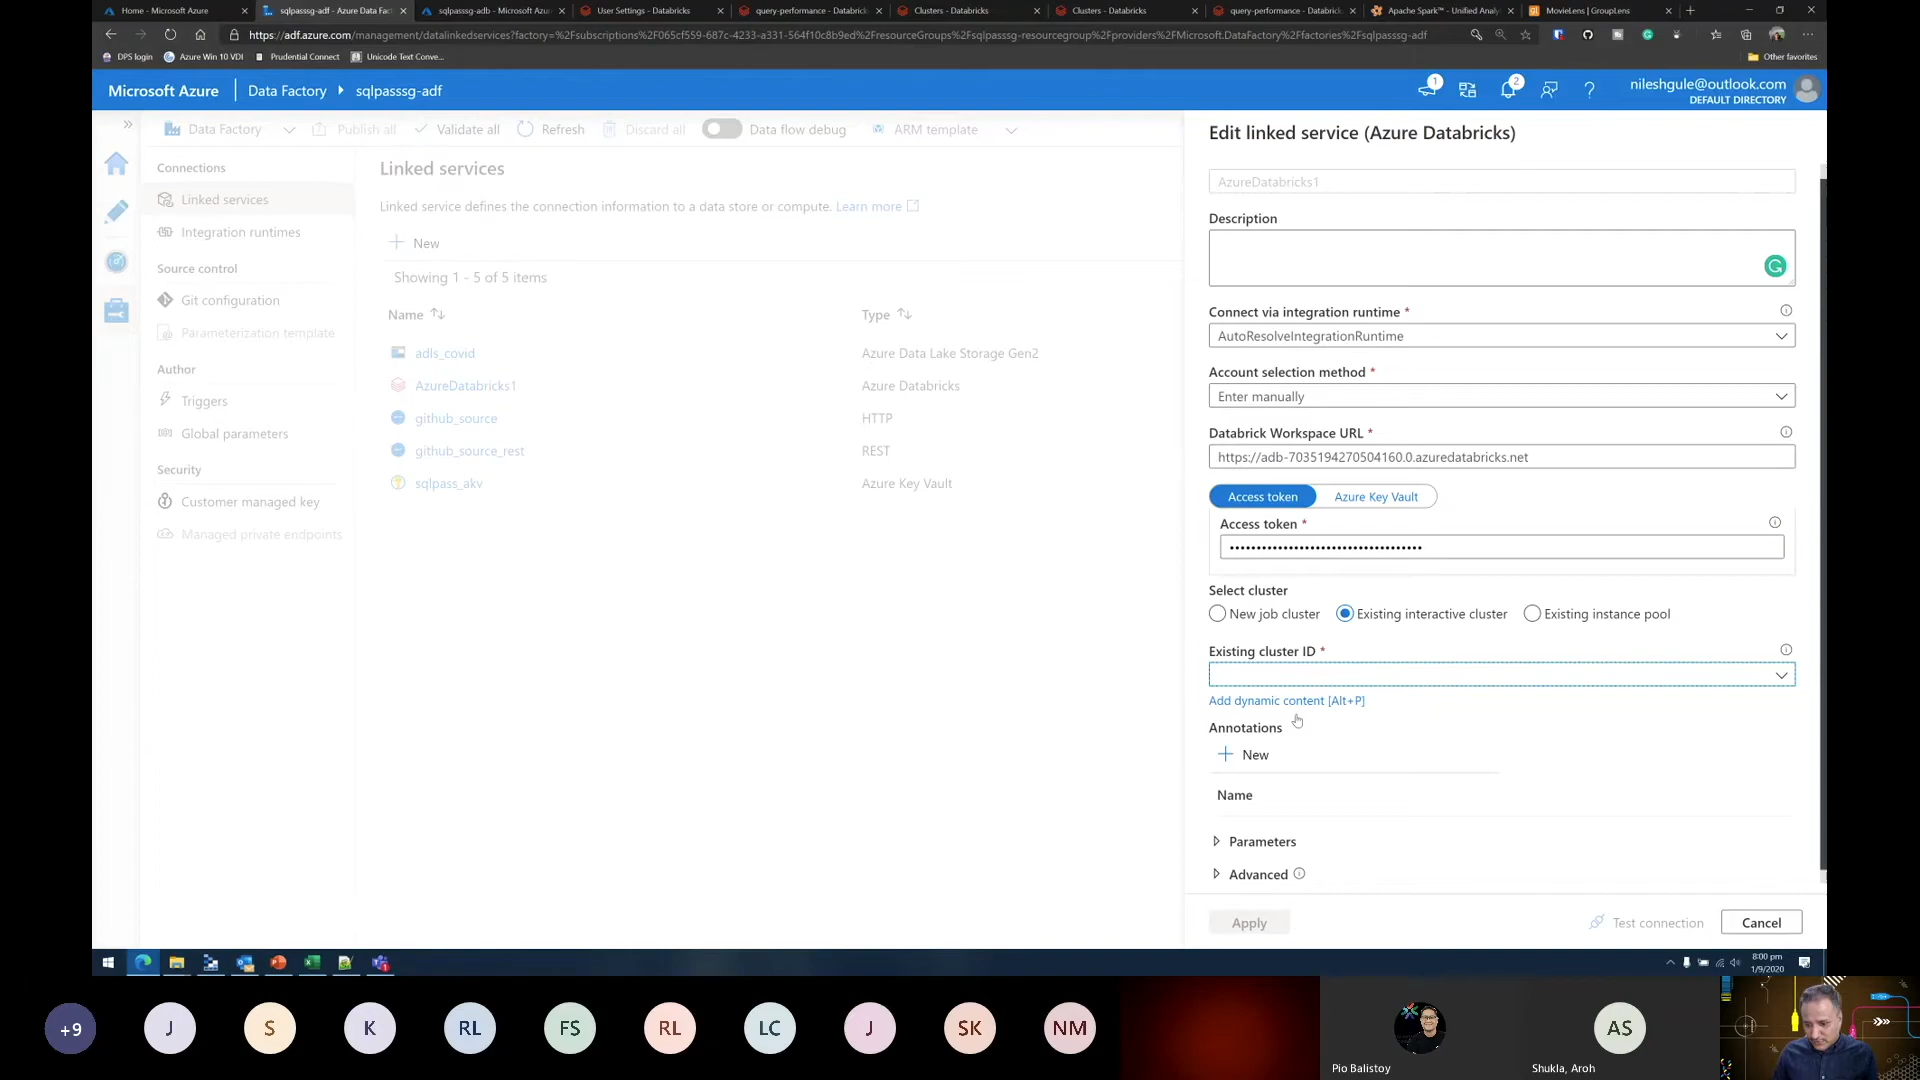 Home - Microsoft Azure
sqlpasssg-adf - Azure Data Fact
sqlpasssg-adb - Microsoft Azu
User Settings - Databricks
query-performance - Databrick
Clusters - Databricks
Clusters - Databricks
query-performance - Databrick
Apache Spark™ - Unified Analy
MovieLens | GroupLens
https://adf.azure.com/management/datalinkedservices?factory=%2Fsubscriptions%2F065cf559-687c-4233-a331-564f10c8b9ed%2FresourceGroups%2Fsqlpasssg-resourcegroup%2Fproviders%2FMicrosoft.DataFactory%2Ffactories%2Fsqlpasssg-adf
DPS login
Azure Win 10 VDI
Prudential Connect
Unicode Text Conve...
Other favorites
Microsoft Azure
Data Factory
sqlpasssg-adf
1
2
nileshgule@outlook.com
DEFAULT DIRECTORY
Data Factory
Publish all
Validate all
Refresh
Discard all
Data flow debug
ARM template
Connections
Linked services
Integration runtimes
Source control
Git configuration
Parameterization template
Author
Triggers
Global parameters
Security
Customer managed key
Managed private endpoints
Linked services
Linked service defines the connection information to a data store or compute. Learn more
New
Showing 1 - 5 of 5 items
Name Type
adls_covid Azure Data Lake Storage Gen2
AzureDatabricks1 Azure Databricks
github_source HTTP
github_source_rest REST
sqlpass_akv Azure Key Vault
Edit linked service (Azure Databricks)
AzureDatabricks1
Description
Connect via integration runtime *
AutoResolveIntegrationRuntime
Account selection method *
Enter manually
Databrick Workspace URL *
https://adb-7035194270504160.0.azuredatabricks.net
Access token Azure Key Vault
Access token *
••••••••••••••••••••••••••••••••••••
Select cluster
New job cluster Existing interactive cluster Existing instance pool
Existing cluster ID *
Add dynamic content [Alt+P]
Annotations
New
Name
Parameters
Advanced
Apply
Test connection
Cancel
8:00 pm
1/9/2020
+9
J
S
K
RL
FS
RL
LC
J
SK
NM
AS
Pio Balistoy
Shukla, Aroh